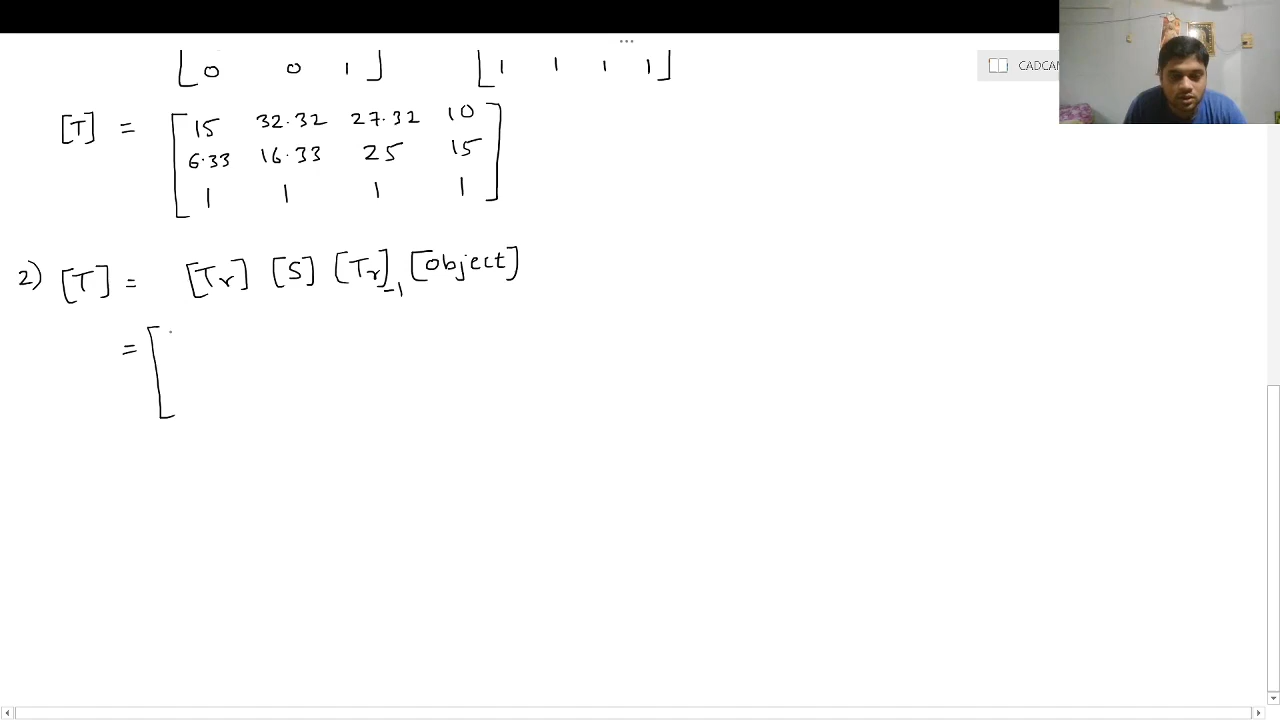 0 0 1 1 1 1 1
CADCAM
[T] = 15 32.32 27.32 10
6.33 16.33 25 15
1 1 1 1
2) [T] = [Tr] [S] [Tr]-1 [Object]
= [